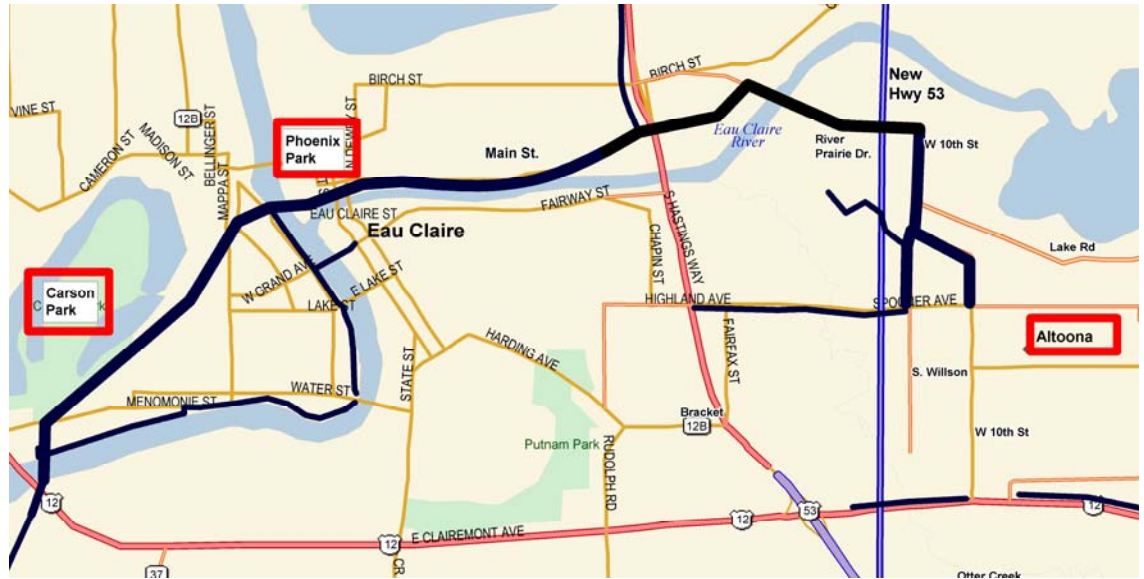 BIRCH ST
BIRCH ST
New
Hwy 53
VINE ST
12B
BELLINGER ST
MADISON ST
CAMERON ST
Phoenix
Park
N DEWEY ST
Main St.
Eau Claire
River
River
Prairie Dr.
W 10th St
MAPPA ST
EAU CLAIRE ST
FAIRWAY ST
Eau Claire
S HASTINGS WAY
CHAPIN ST
Lake Rd
W GRAND AVE
E LAKE ST
LAKE ST
Carson
Park
HIGHLAND AVE
SPOONER AVE
Altoona
HARDING AVE
FAIRFAX ST
STATE ST
S. Willson
WATER ST
MENOMONIE ST
Bracket
12B
W 10th St
Putnam Park
RUDOLPH RD
12
53
12
12
E CLAIREMONT AVE
12
37
CR
Otter Creek